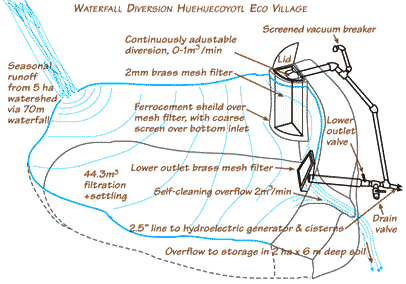 WATERFALL DIVERSION HUEHUECOYOTL ECO VILLAGE
Screened vacuum breaker
Continuously adustable
diversion, 0-1m³/min
Lid
Seasonal
runoff
from 5 ha
watershed
via 70m
waterfall
2mm brass mesh filter
Ferrocement sheild over
mesh filter, with coarse
screen over bottom inlet
Lower
outlet
valve
Lower outlet brass mesh filter
44.3m³
filtration
+settling
Self-cleaning overflow 2m³/min
Drain
valve
2.5" line to hydroelectric generator & cisterns
Overflow to storage in 2 ha x 6 m deep soil